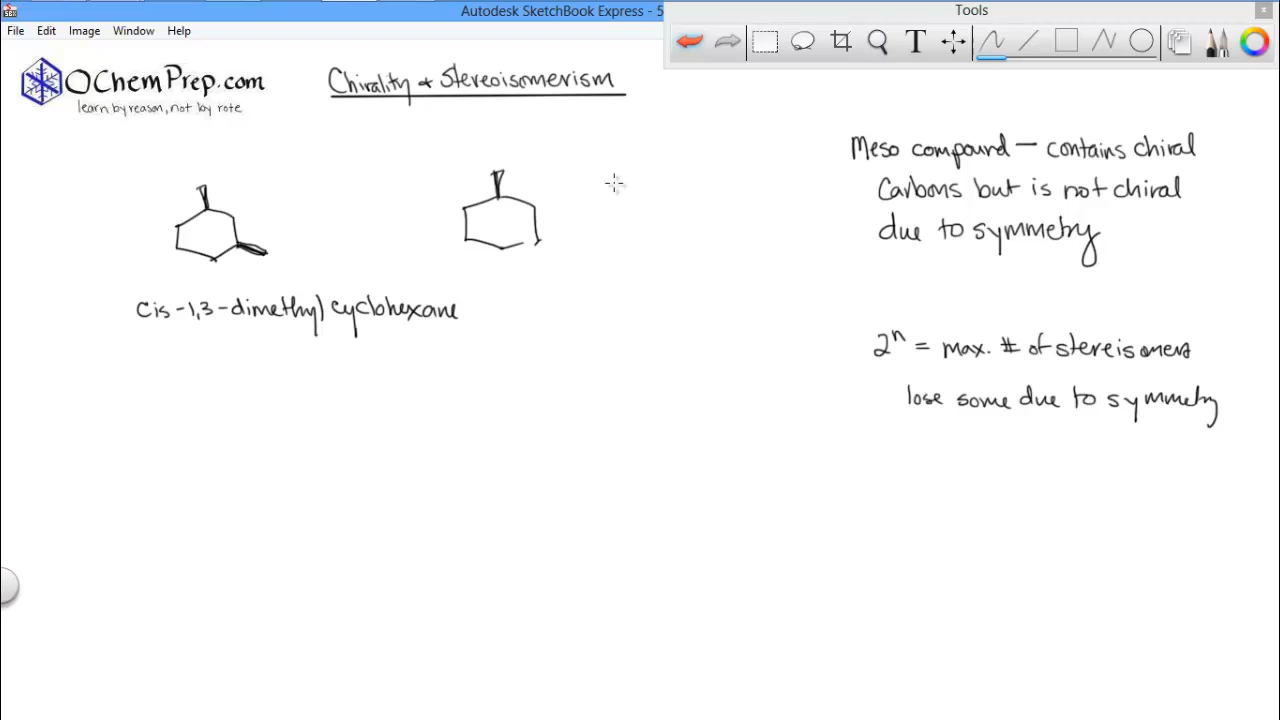 Autodesk SketchBook Express - 5
Tools
File Edit Image Window Help
OChemPrep.com
learn by reason, not by rote
Chirality & Stereoisomerism
Meso compound — contains chiral
Carbons but is not chiral
due to symmetry
cis-1,3-dimethylcyclohexane
2ⁿ = max. # of stereisomers
lose some due to symmetry